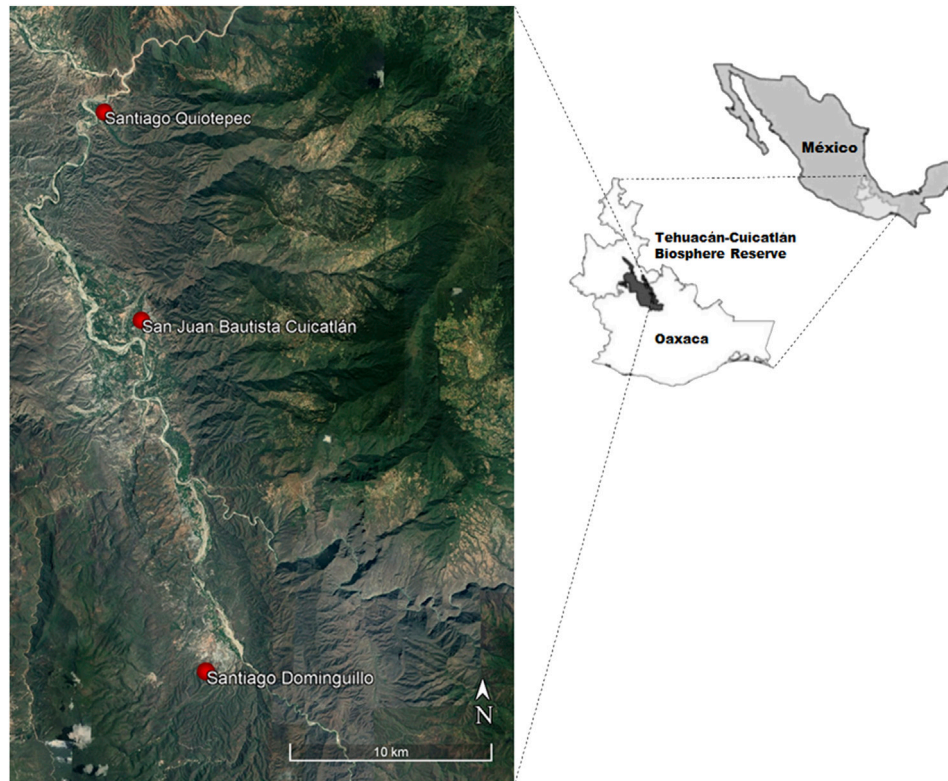 Santiago Quiotepec
San Juan Bautista Cuicatlán
Santiago Dominguillo
N
10 km
México
Tehuacán-Cuicatlán
Biosphere Reserve
Oaxaca